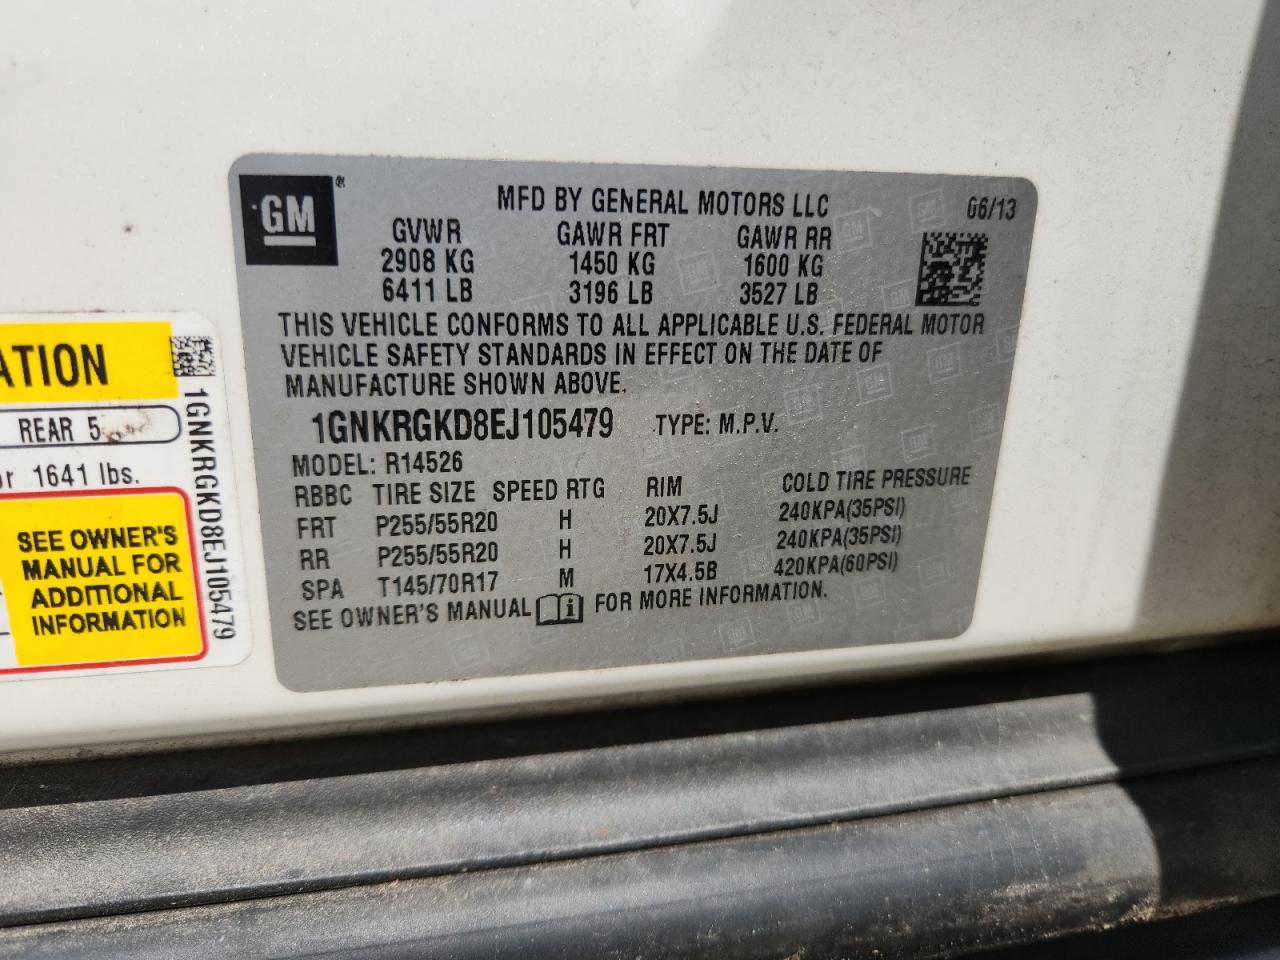 GM
MFD BY GENERAL MOTORS LLC 06/13
GVWR GAWR FRT GAWR RR
2908 KG 1450 KG 1600 KG
6411 LB 3196 LB 3527 LB
THIS VEHICLE CONFORMS TO ALL APPLICABLE U.S. FEDERAL MOTOR
VEHICLE SAFETY STANDARDS IN EFFECT ON THE DATE OF
MANUFACTURE SHOWN ABOVE.
1GNKRGKD8EJ105479 TYPE: M.P.V.
MODEL: R14526
RBBC TIRE SIZE SPEED RTG RIM COLD TIRE PRESSURE
FRT P255/55R20 H 20X7.5J 240KPA(35PSI)
RR P255/55R20 H 20X7.5J 240KPA(35PSI)
SPA T145/70R17 M 17X4.5B 420KPA(60PSI)
SEE OWNER'S MANUAL FOR MORE INFORMATION.
ATION
REAR 5
or 1641 lbs.
SEE OWNER'S
MANUAL FOR
ADDITIONAL
INFORMATION
1GNKRGKD8EJ105479